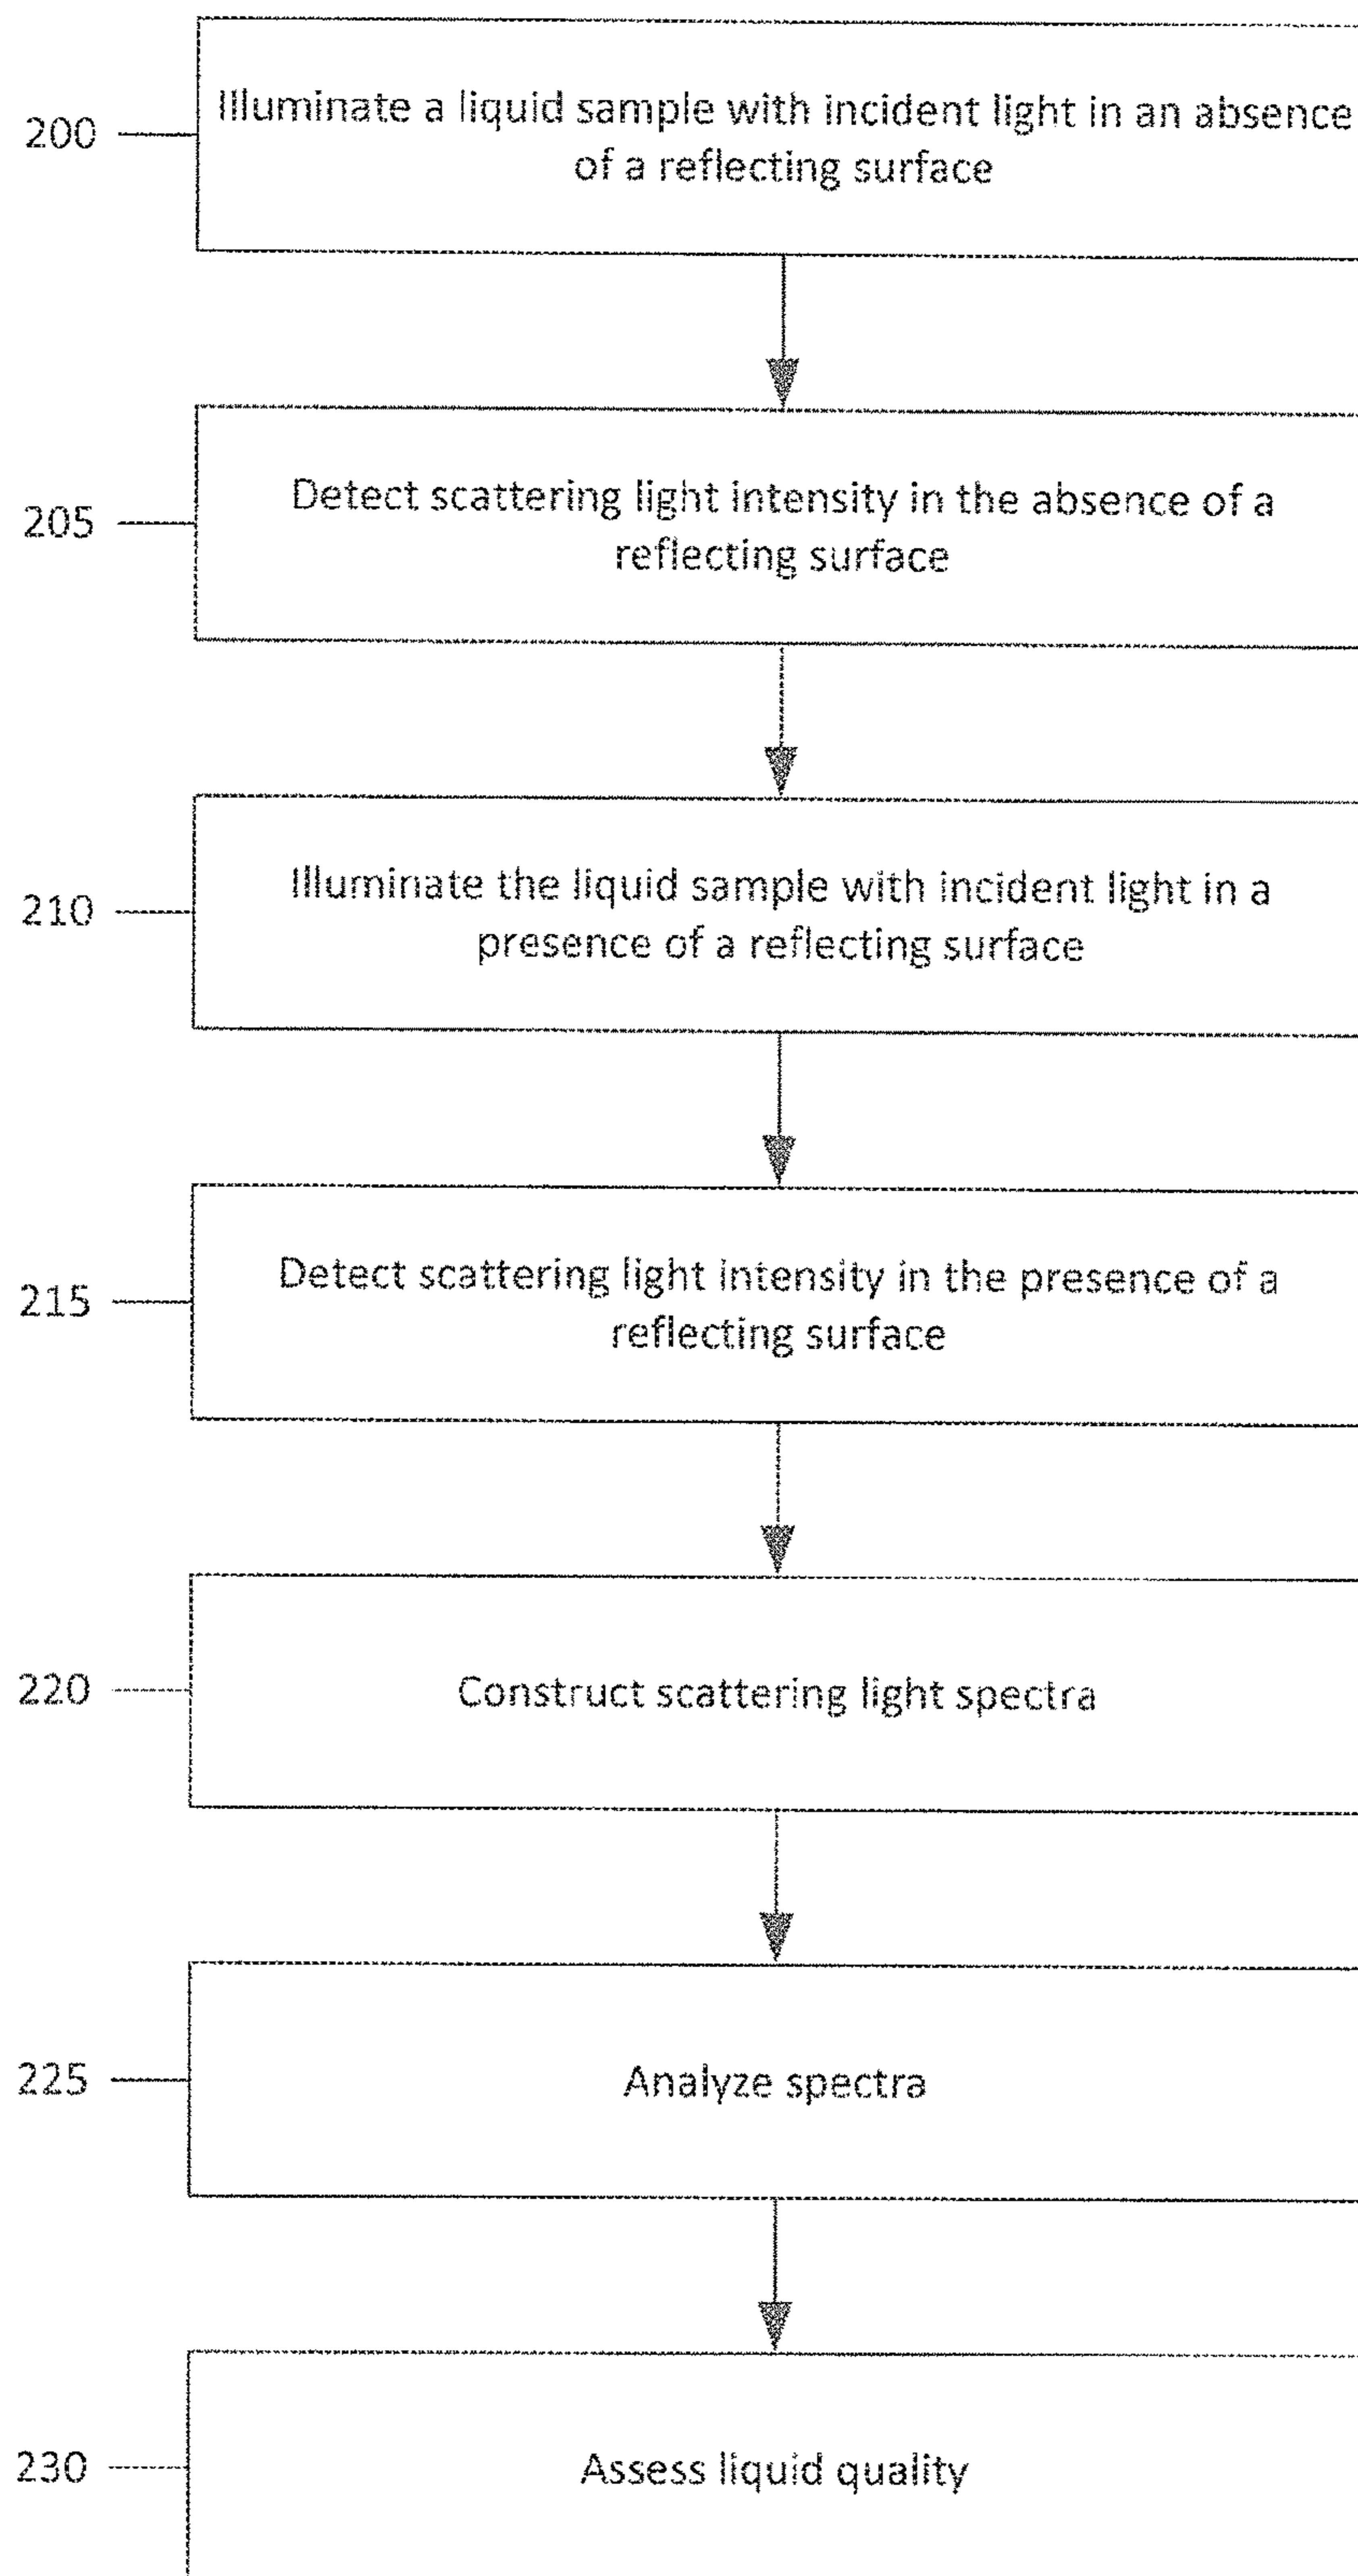 200
Illuminate a liquid sample with incident light in an absence
of a reflecting surface
205
Detect scattering light intensity in the absence of a
reflecting surface
210
Illuminate the liquid sample with incident light in a
presence of a reflecting surface
215
Detect scattering light intensity in the presence of a
reflecting surface
220
Construct scattering light spectra
225
Analyze spectra
230
Assess liquid quality